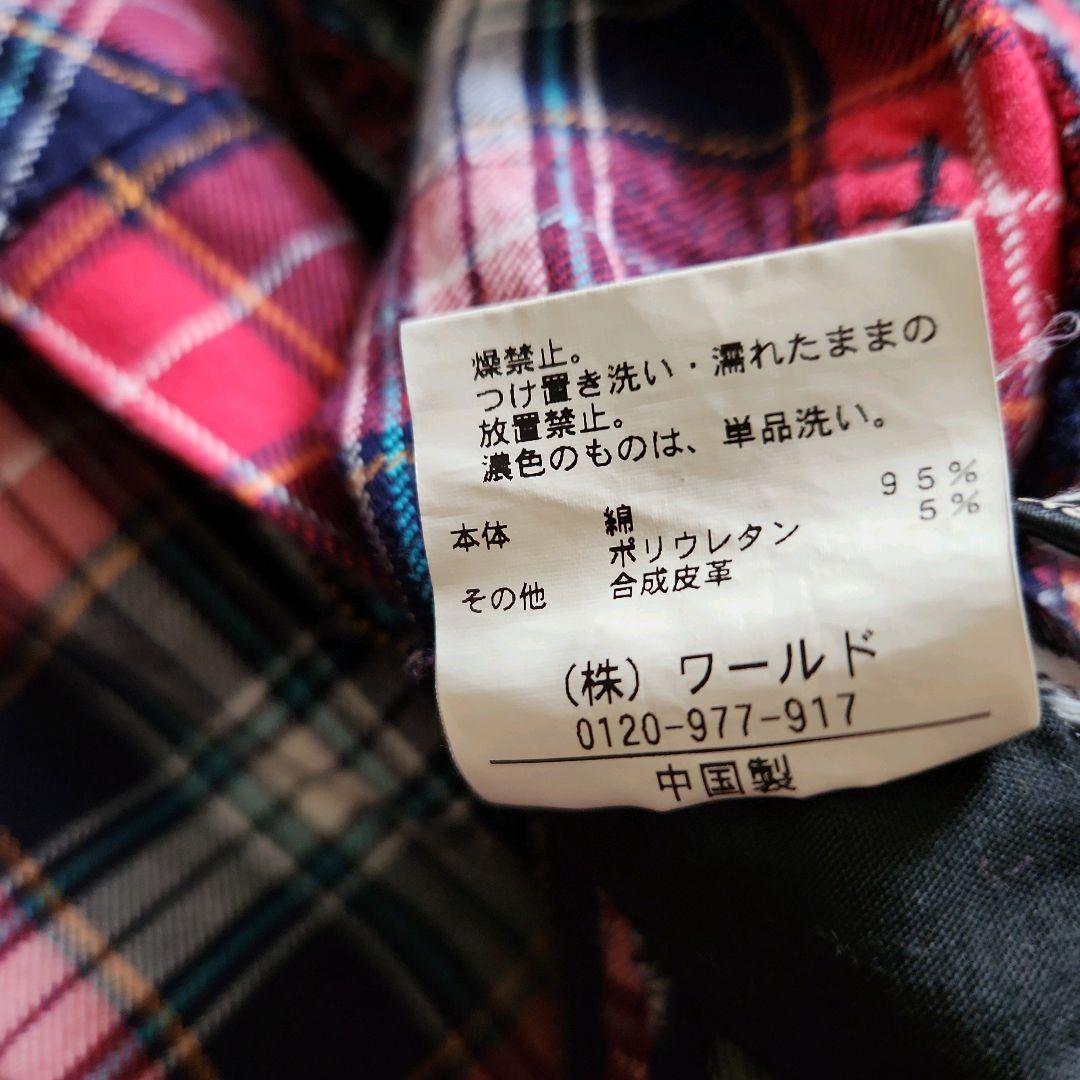 燥禁止。
つけ置き洗い・濡れたままの
放置禁止。
濃色のものは、単品洗い。
本体 綿 95%
ポリウレタン 5%
その他 合成皮革
(株) ワールド
0120-977-917
中国製